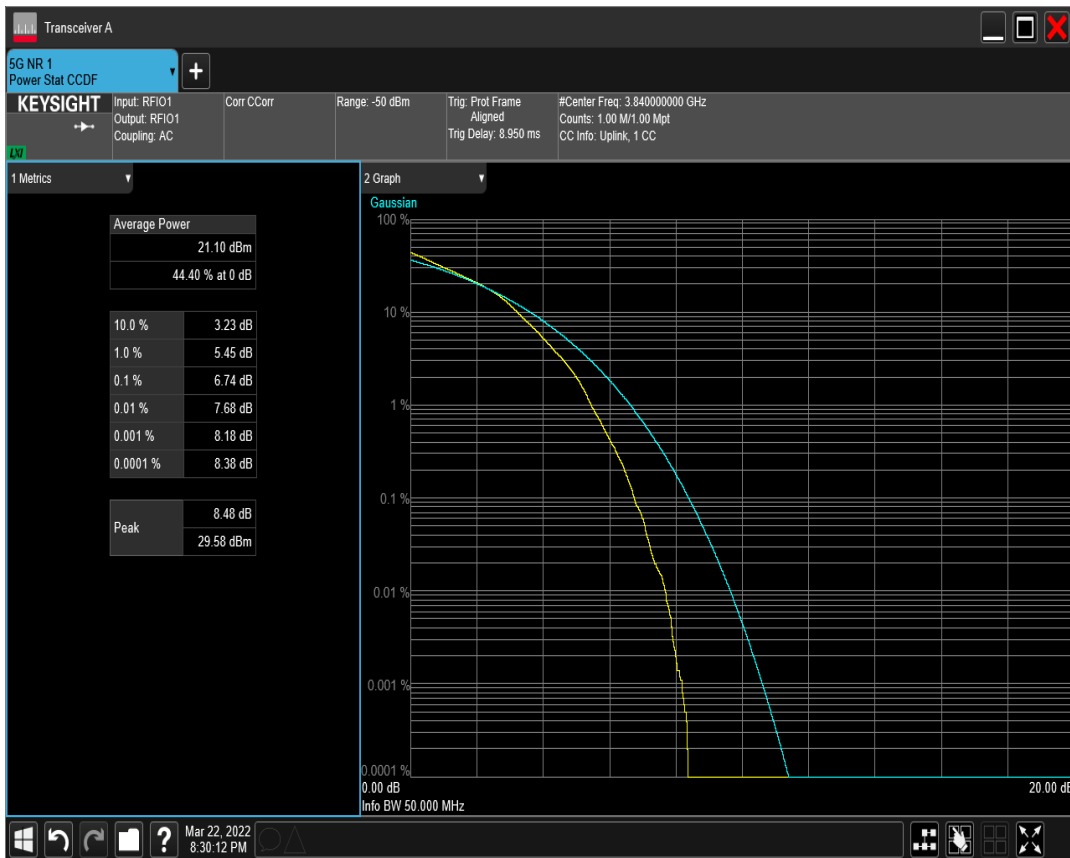 Transceiver A
5G NR 1
Power Stat CCDF
KEYSIGHT
LXI
Input: RFIO1
Output: RFIO1
Coupling: AC
Corr CCorr
Range: -50 dBm
Trig: Prot Frame
Aligned
Trig Delay: 8.950 ms
#Center Freq: 3.840000000 GHz
Counts: 1.00 M/1.00 Mpt
CC Info: Uplink, 1 CC
1 Metrics
Average Power
21.10 dBm
44.40 % at 0 dB
10.0 % 3.23 dB
1.0 % 5.45 dB
0.1 % 6.74 dB
0.01 % 7.68 dB
0.001 % 8.18 dB
0.0001 % 8.38 dB
Peak
8.48 dB
29.58 dBm
2 Graph
Gaussian
100 %
10 %
1 %
0.1 %
0.01 %
0.001 %
0.0001 %
0.00 dB 20.00 dB
Info BW 50.000 MHz
? Mar 22, 2022
8:30:12 PM